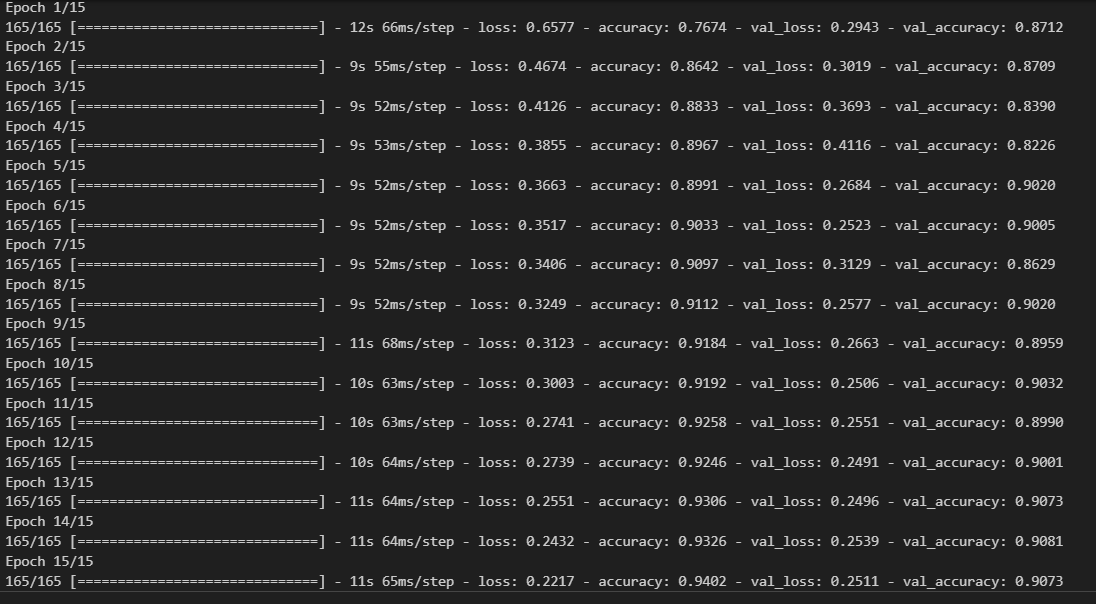 Epoch 1/15
165/165 [==============================] - 12s 66ms/step - loss: 0.6577 - accuracy: 0.7674 - val_loss: 0.2943 - val_accuracy: 0.8712
Epoch 2/15
165/165 [==============================] - 9s 55ms/step - loss: 0.4674 - accuracy: 0.8642 - val_loss: 0.3019 - val_accuracy: 0.8709
Epoch 3/15
165/165 [==============================] - 9s 52ms/step - loss: 0.4126 - accuracy: 0.8833 - val_loss: 0.3693 - val_accuracy: 0.8390
Epoch 4/15
165/165 [==============================] - 9s 53ms/step - loss: 0.3855 - accuracy: 0.8967 - val_loss: 0.4116 - val_accuracy: 0.8226
Epoch 5/15
165/165 [==============================] - 9s 52ms/step - loss: 0.3663 - accuracy: 0.8991 - val_loss: 0.2684 - val_accuracy: 0.9020
Epoch 6/15
165/165 [==============================] - 9s 52ms/step - loss: 0.3517 - accuracy: 0.9033 - val_loss: 0.2523 - val_accuracy: 0.9005
Epoch 7/15
165/165 [==============================] - 9s 52ms/step - loss: 0.3406 - accuracy: 0.9097 - val_loss: 0.3129 - val_accuracy: 0.8629
Epoch 8/15
165/165 [==============================] - 9s 52ms/step - loss: 0.3249 - accuracy: 0.9112 - val_loss: 0.2577 - val_accuracy: 0.9020
Epoch 9/15
165/165 [==============================] - 11s 68ms/step - loss: 0.3123 - accuracy: 0.9184 - val_loss: 0.2663 - val_accuracy: 0.8959
Epoch 10/15
165/165 [==============================] - 10s 63ms/step - loss: 0.3003 - accuracy: 0.9192 - val_loss: 0.2506 - val_accuracy: 0.9032
Epoch 11/15
165/165 [==============================] - 10s 63ms/step - loss: 0.2741 - accuracy: 0.9258 - val_loss: 0.2551 - val_accuracy: 0.8990
Epoch 12/15
165/165 [==============================] - 10s 64ms/step - loss: 0.2739 - accuracy: 0.9246 - val_loss: 0.2491 - val_accuracy: 0.9001
Epoch 13/15
165/165 [==============================] - 11s 64ms/step - loss: 0.2551 - accuracy: 0.9306 - val_loss: 0.2496 - val_accuracy: 0.9073
Epoch 14/15
165/165 [==============================] - 11s 64ms/step - loss: 0.2432 - accuracy: 0.9326 - val_loss: 0.2539 - val_accuracy: 0.9081
Epoch 15/15
165/165 [==============================] - 11s 65ms/step - loss: 0.2217 - accuracy: 0.9402 - val_loss: 0.2511 - val_accuracy: 0.9073